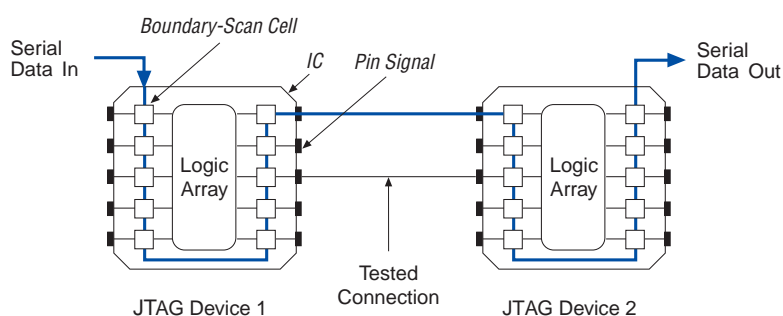 Boundary-Scan Cell
Serial
Data In
IC
Pin Signal
Serial
Data Out
Logic
Array
Logic
Array
Tested
Connection
JTAG Device 1
JTAG Device 2